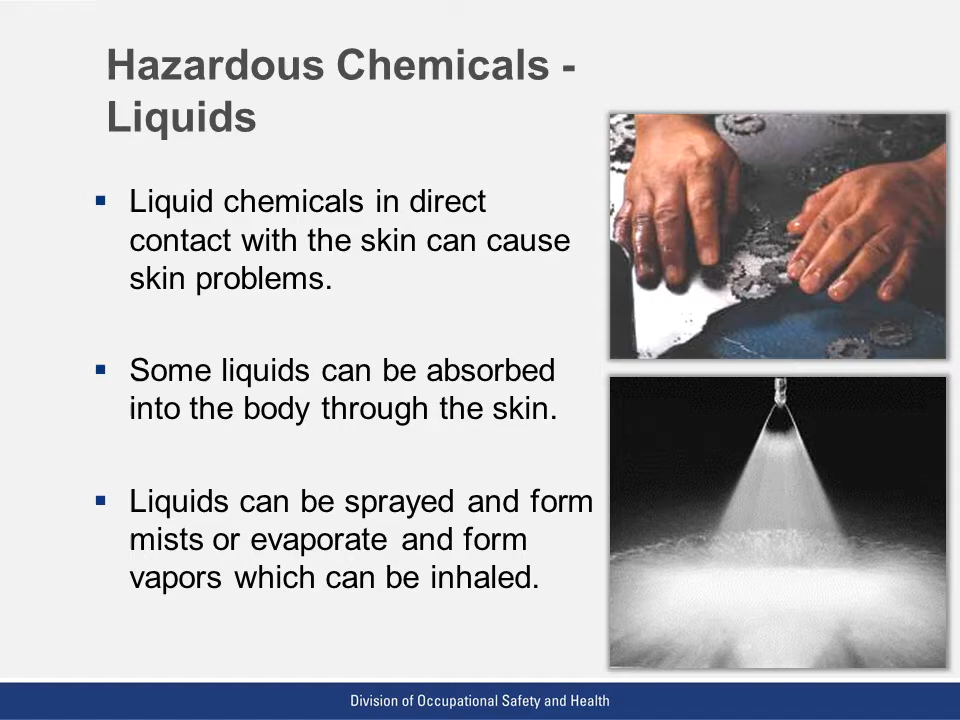 Hazardous Chemicals -
Liquids
▪ Liquid chemicals in direct
contact with the skin can cause
skin problems.
▪ Some liquids can be absorbed
into the body through the skin.
▪ Liquids can be sprayed and form
mists or evaporate and form
vapors which can be inhaled.
Division of Occupational Safety and Health